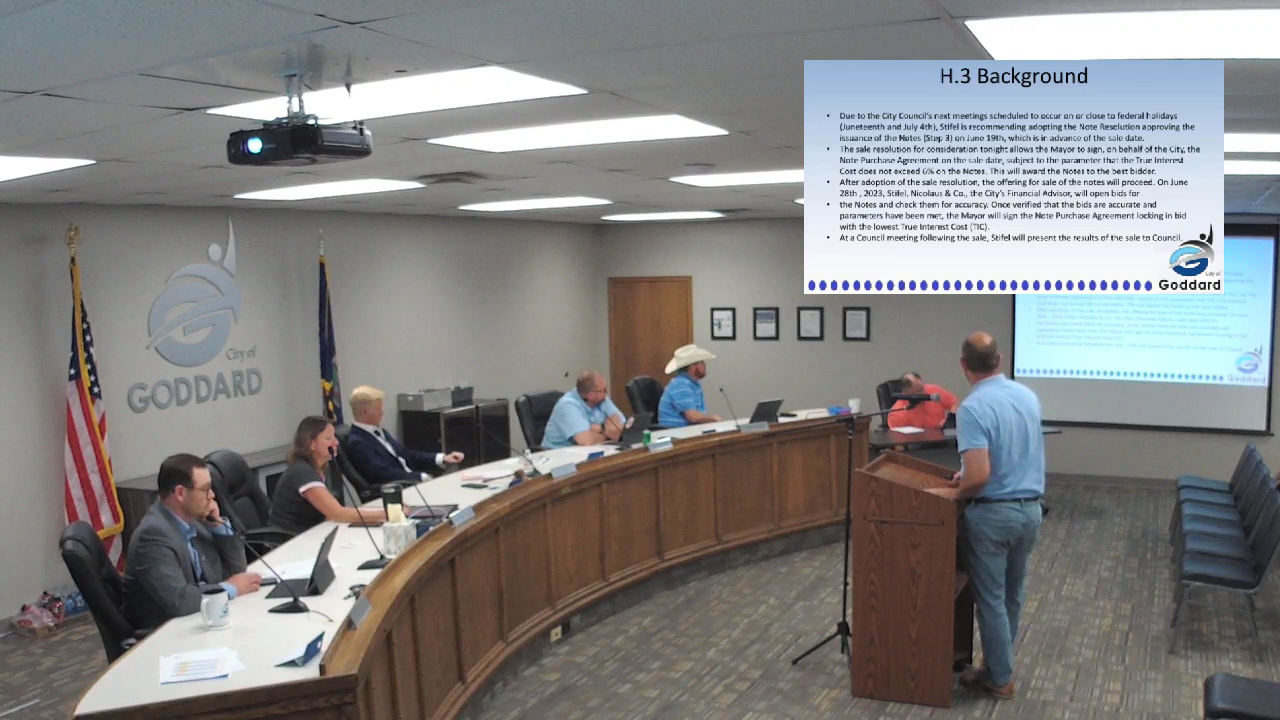 H.3 Background
• Due to the City Council's next meetings scheduled to occur on or close to federal holidays
(Juneteenth and July 4th), Stifel is recommending adopting the Note Resolution approving the
issuance of the Notes (Step 3) on June 19th, which is in advance of the sale date.
• The sale resolution for consideration tonight allows the Mayor to sign, on behalf of the City, the
Note Purchase Agreement on the sale date, subject to the parameter that the True Interest
Cost does not exceed 6% on the Notes. This will award the Notes to the best bidder.
• After adoption of the sale resolution, the offering for sale of the notes will proceed. On June
28th , 2023, Stifel, Nicolaus & Co., the City's Financial Advisor, will open bids for
• the Notes and check them for accuracy. Once verified that the bids are accurate and
parameters have been met, the Mayor will sign the Note Purchase Agreement locking in bid
with the lowest True Interest Cost (TIC).
• At a Council meeting following the sale, Stifel will present the results of the sale to Council.
City of
Goddard
City of
GODDARD
Goddard